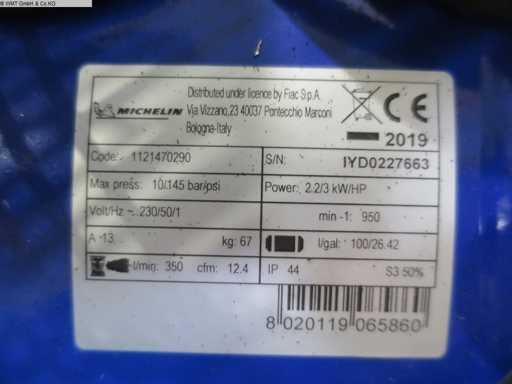 © WMT GmbH & Co.KG
MICHELIN
Distributed under licence by Fiac S.p.A.
Via Vizzano,23 40037 Pontecchio Marconi
Bologna-Italy
CE
2019
Code: 1121470290
S/N: IYD0227663
Max press: 10/145 bar/psi
Power: 2.2/3 kW/HP
Volt/Hz ~ 230/50/1
min -1: 950
A 13 kg: 67
l/gal: 100/26.42
l/min: 350 cfm: 12.4
IP 44 S3 50%
8 020119 065860